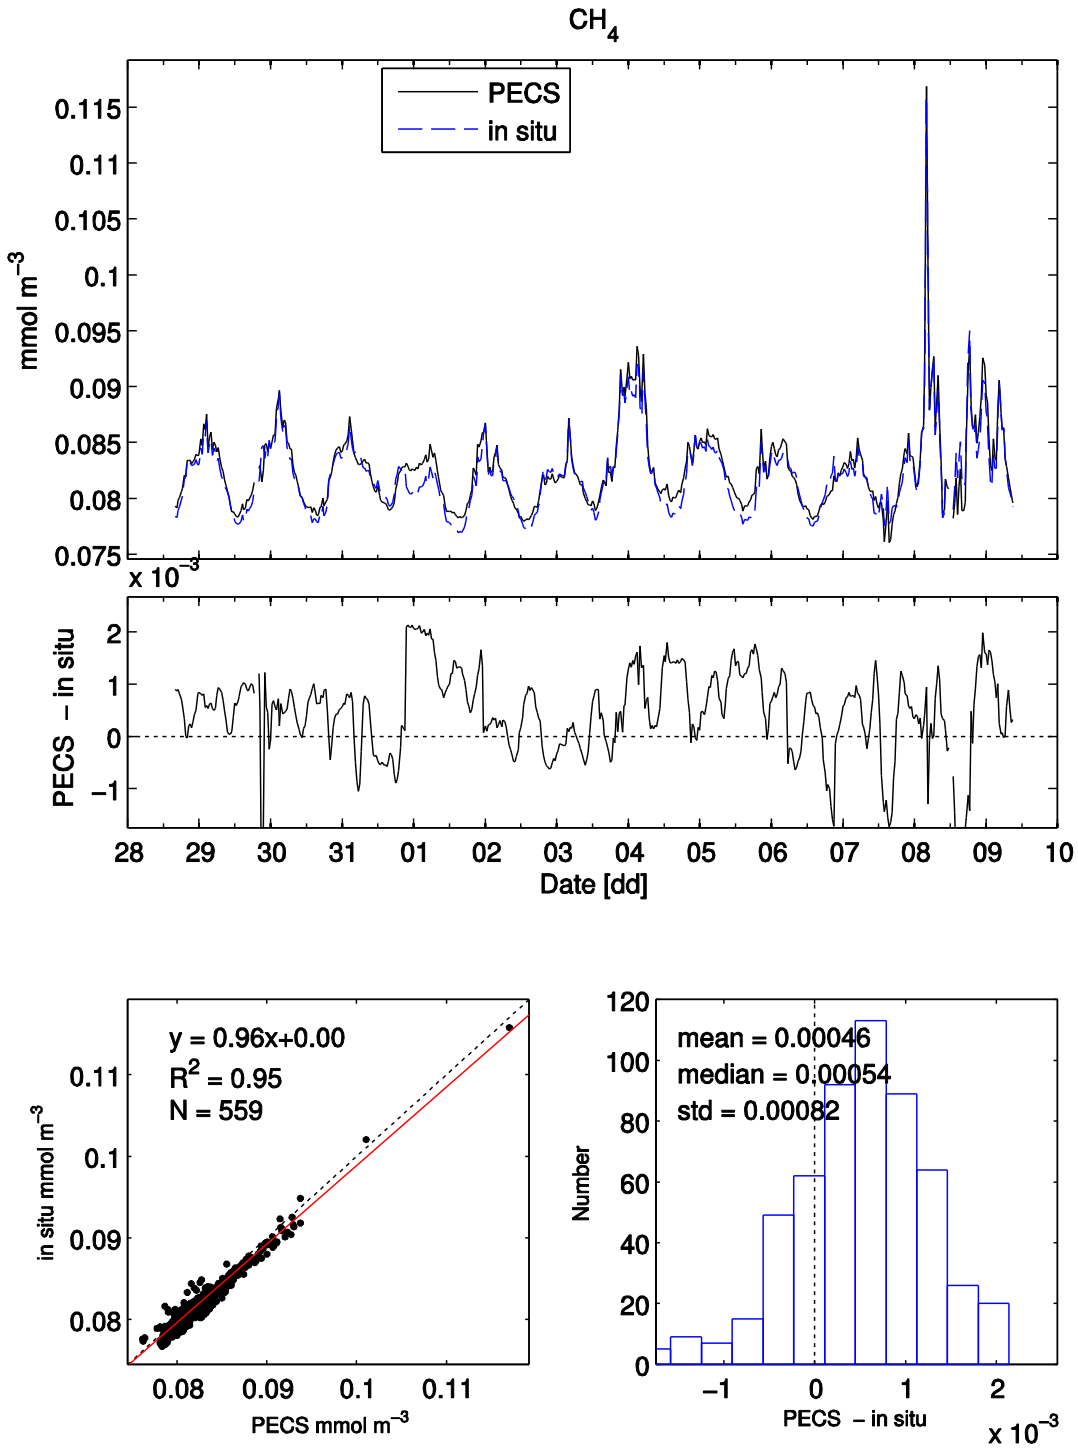 CH4
PECS
in situ
0.115
0.11
0.105
0.1
0.095
0.09
0.085
0.08
0.075
mmol m−3
x 10−3
2
1
0
−1
PECS − in situ
28 29 30 31 01 02 03 04 05 06 07 08 09 10
Date [dd]
y = 0.96x+0.00
R2 = 0.95
N = 559
0.11
0.1
0.09
0.08
in situ mmol m−3
0.08 0.09 0.1 0.11
PECS mmol m−3
mean = 0.00046
median = 0.00054
std = 0.00082
120
100
80
60
40
20
0
Number
−1 0 1 2
PECS − in situ
x 10−3